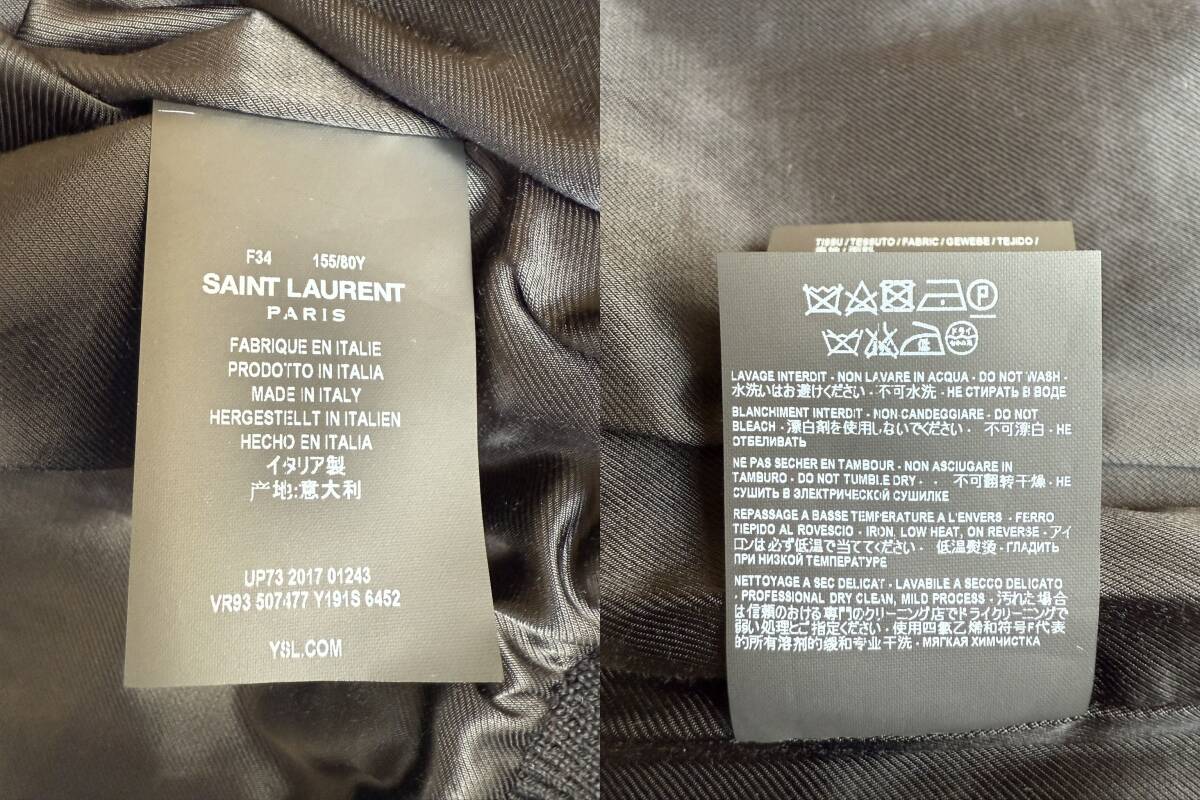 F34 155/80Y
SAINT LAURENT
PARIS
FABRIQUE EN ITALIE
PRODOTTO IN ITALIA
MADE IN ITALY
HERGESTELLT IN ITALIEN
HECHO EN ITALIA
イタリア製
产地:意大利
UP73 2017 01243
VR93 507477 Y191S 6452
YSL.COM
TISSU / TESSUTO / FABRIC / GEWEBE / TEJIDO /
P
ドライ
LAVAGE INTERDIT - NON LAVARE IN ACQUA - DO NOT WASH -
水洗いはお避けください - 不可水洗 - НЕ СТИРАТЬ В ВОДЕ
BLANCHIMENT INTERDIT - NON CANDEGGIARE - DO NOT
BLEACH - 漂白剤を使用しないでください - 不可漂白 - НЕ
ОТБЕЛИВАТЬ
NE PAS SECHER EN TAMBOUR - NON ASCIUGARE IN
TAMBURO - DO NOT TUMBLE DRY - - 不可翻转干燥 - НЕ
СУШИТЬ В ЭЛЕКТРИЧЕСКОЙ СУШИЛКЕ
REPASSAGE A BASSE TEMPERATURE A L'ENVERS - FERRO
TIEPIDO AL ROVESCIO - IRON, LOW HEAT, ON REVERSE - アイ
ロンは必ず低温で当ててください - 低温熨烫 - ГЛАДИТЬ
ПРИ НИЗКОЙ ТЕМПЕРАТУРЕ
NETTOYAGE A SEC DELICAT - LAVABILE A SECCO DELICATO
- PROFESSIONAL DRY CLEAN, MILD PROCESS - 汚れた場合
は信頼のおける専門のクリーニング店でドライクリーニングで
弱い処理とご指定ください - 使用四氯乙烯和符号F代表
的所有溶剂的缓和专业干洗 - МЯГКАЯ ХИМЧИСТКА